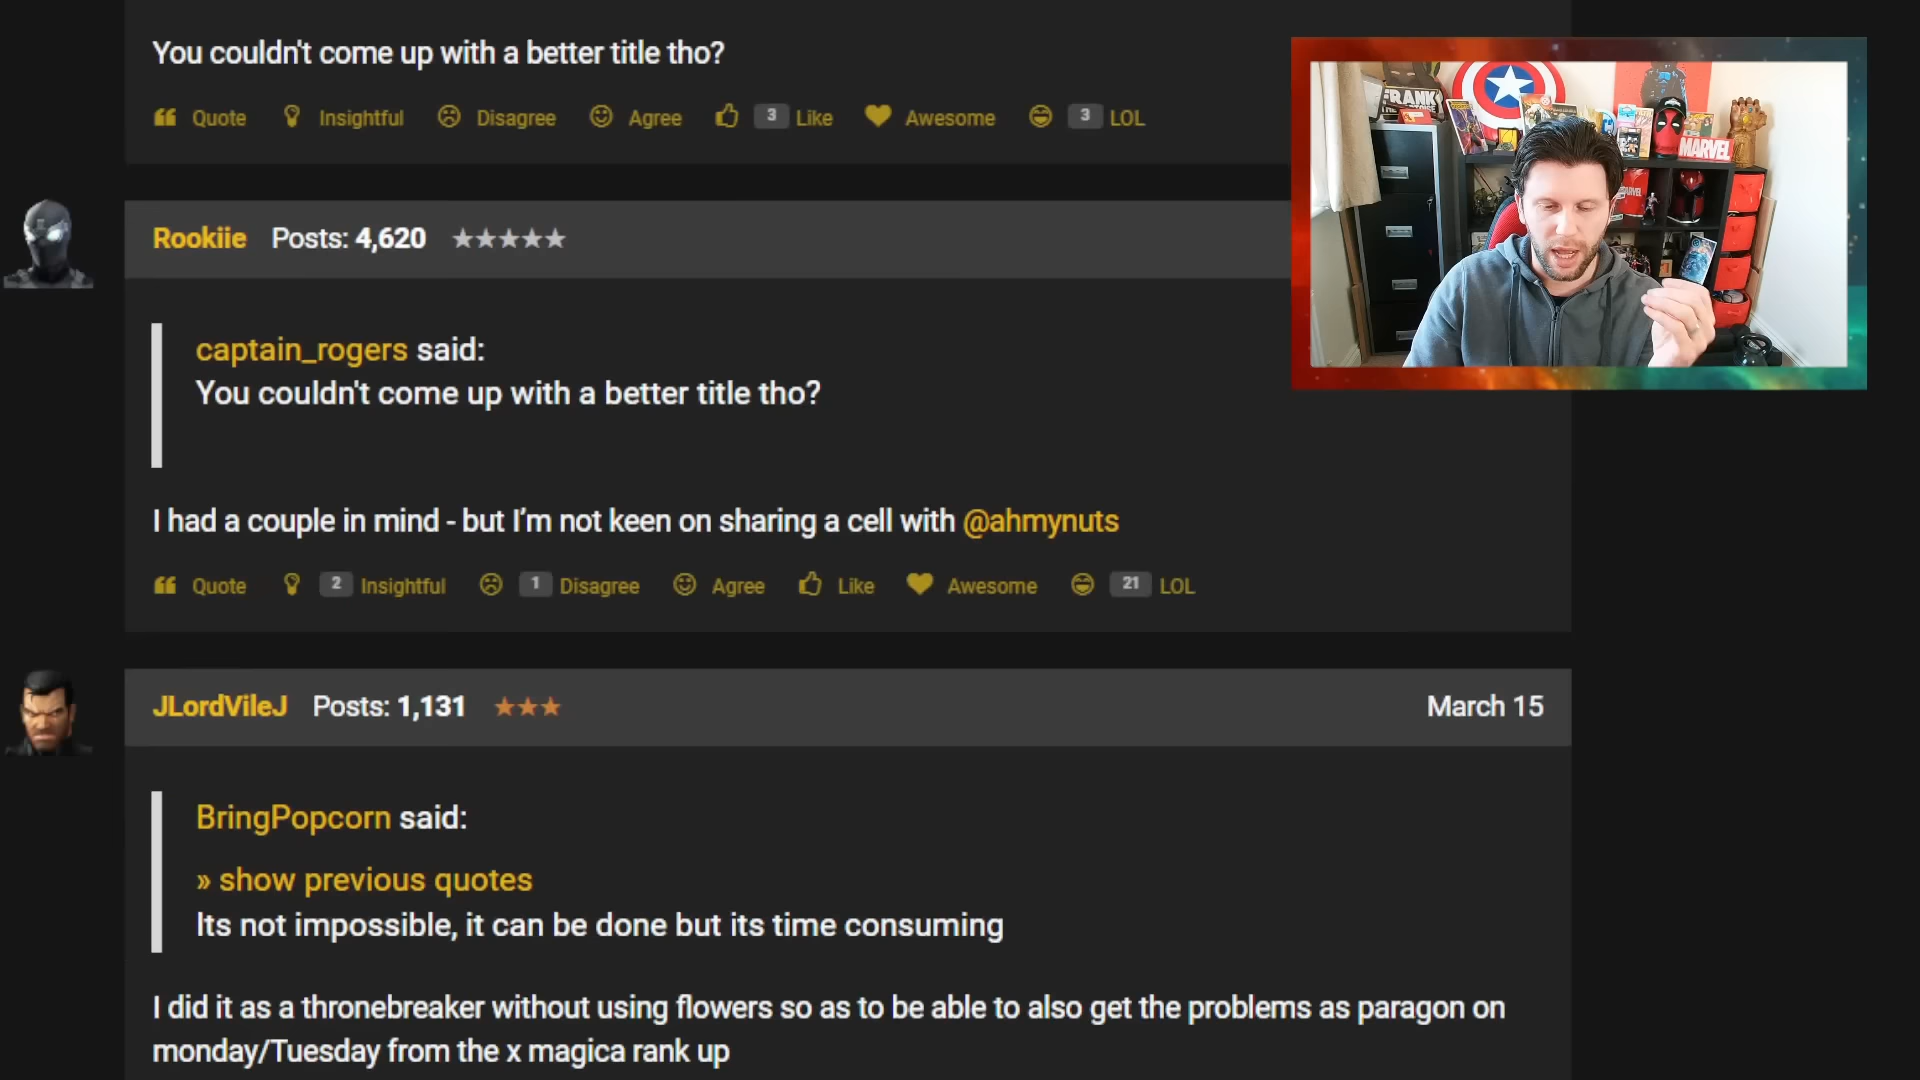 You couldn't come up with a better title tho?
Quote Insightful Disagree Agree 3 Like Awesome 3 LOL
Rookiie Posts: 4,620 ★★★★★
captain_rogers said:
You couldn't come up with a better title tho?
I had a couple in mind - but I’m not keen on sharing a cell with @ahmynuts
Quote 2 Insightful 1 Disagree Agree Like Awesome 21 LOL
JLordVileJ Posts: 1,131 ★★★ March 15
BringPopcorn said:
» show previous quotes
Its not impossible, it can be done but its time consuming
I did it as a thronebreaker without using flowers so as to be able to also get the problems as paragon on
monday/Tuesday from the x magica rank up
FRANK
MARVEL